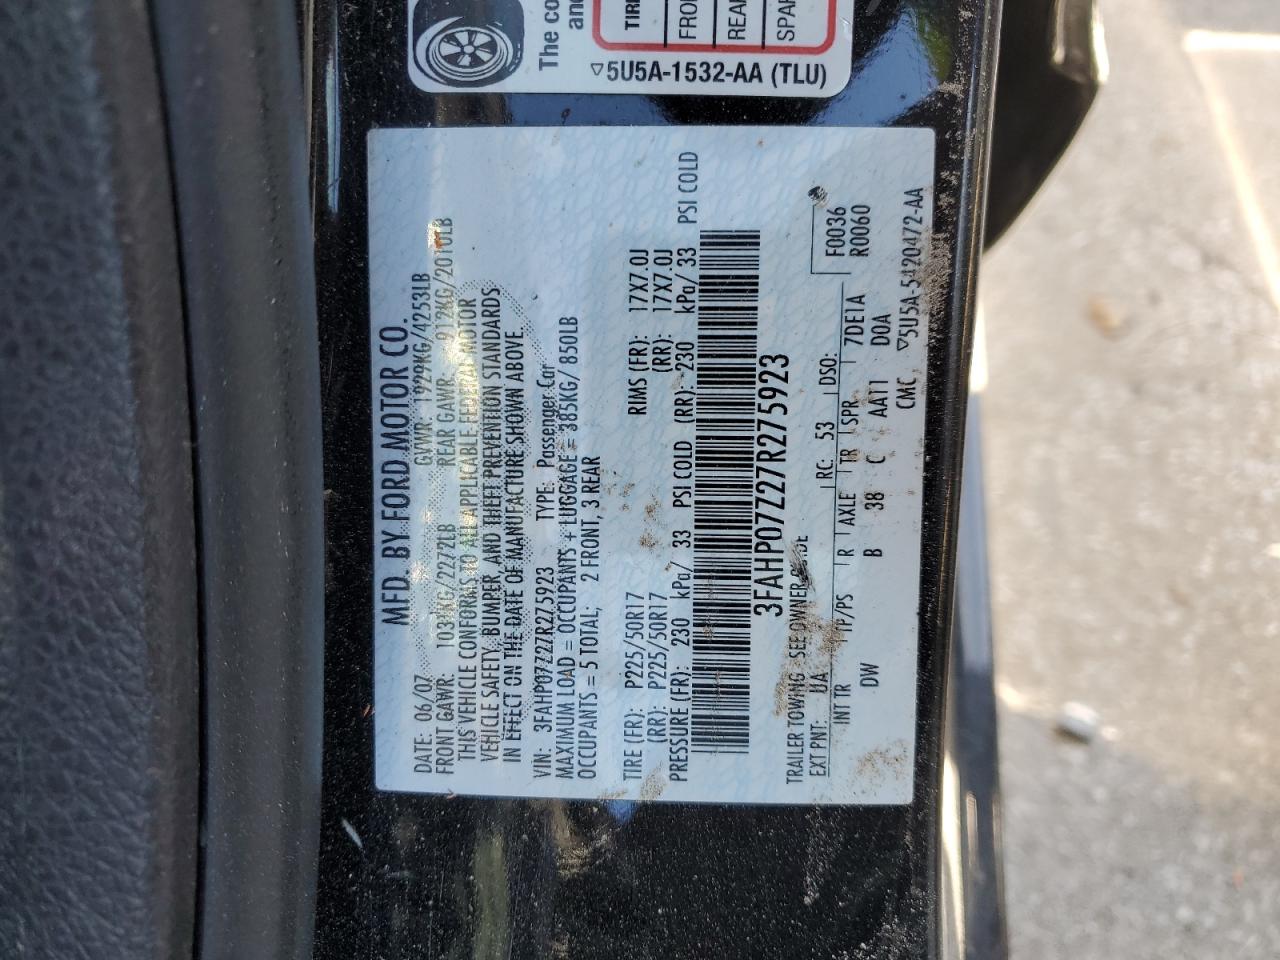 The co
and
TIRE
FRO
REA
SPAR
▽5U5A-1532-AA (TLU)
MFD. BY FORD MOTOR CO.
DATE: 06/07 GVWR: 1929KG/4253LB
FRONT GAWR: 1031KG/2272LB REAR GAWR: 912KG/2010LB
THIS VEHICLE CONFORMS TO ALL APPLICABLE FEDERAL MOTOR
VEHICLE SAFETY, BUMPER, AND THEFT PREVENTION STANDARDS
IN EFFECT ON THE DATE OF MANUFACTURE SHOWN ABOVE.
VIN: 3FAHP07Z27R275923 TYPE: Passenger Car
MAXIMUM LOAD = OCCUPANTS + LUGGAGE = 385KG/ 850LB
OCCUPANTS = 5 TOTAL; 2 FRONT, 3 REAR
TIRE (FR): P225/50R17 RIMS (FR): 17X7.0J
(RR): P225/50R17 (RR): 17X7.0J
PRESSURE (FR): 230 kPa/ 33 PSI COLD (RR): 230 kPa/ 33 PSI COLD
3FAHP07Z27R275923
TRAILER TOWING - SEE OWNER
EXT PNT: UA RC: 53 DSO: F0036
INT TR TP/PS R AXLE TR SPR 7DE1A R0060
DW B 38 C AA11 D0A
CMC ▽5U5A-5420472-AA